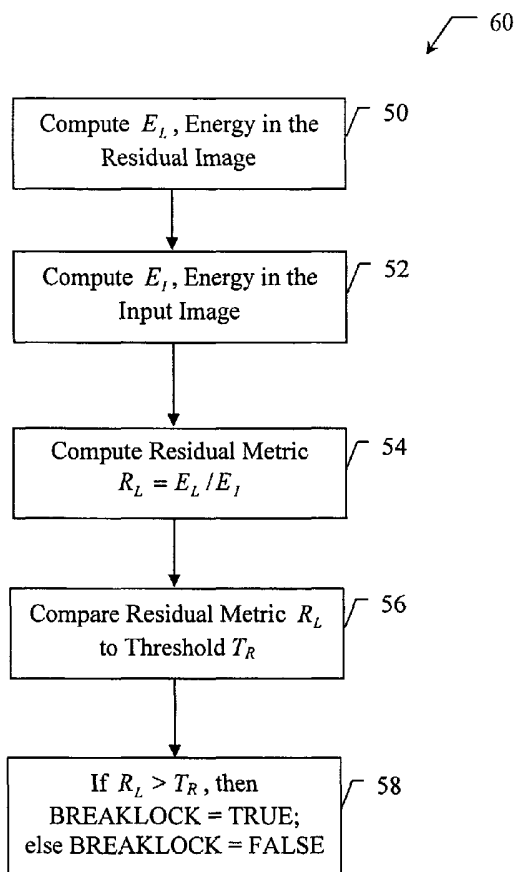 60
Compute E_L, Energy in the
Residual Image
50
Compute E_I, Energy in the
Input Image
52
Compute Residual Metric
R_L = E_L / E_I
54
Compare Residual Metric R_L
to Threshold T_R
56
If R_L > T_R, then
BREAKLOCK = TRUE;
else BREAKLOCK = FALSE
58